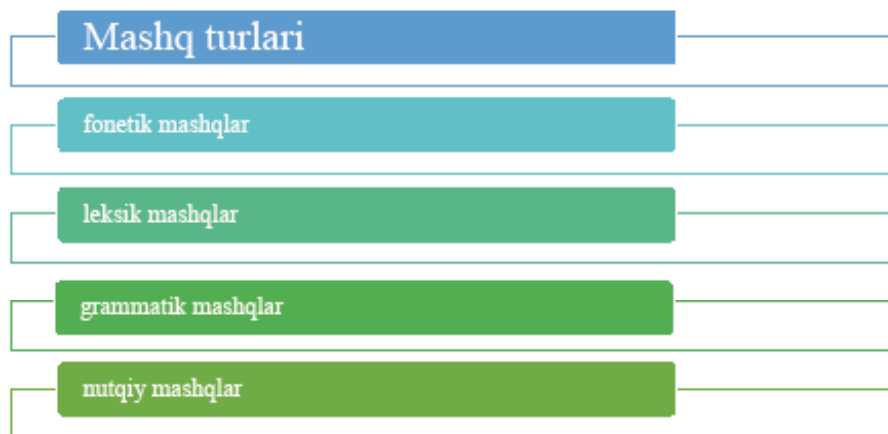 Mashq turlari
fonetik mashqlar
leksik mashqlar
grammatik mashqlar
nutqiy mashqlar